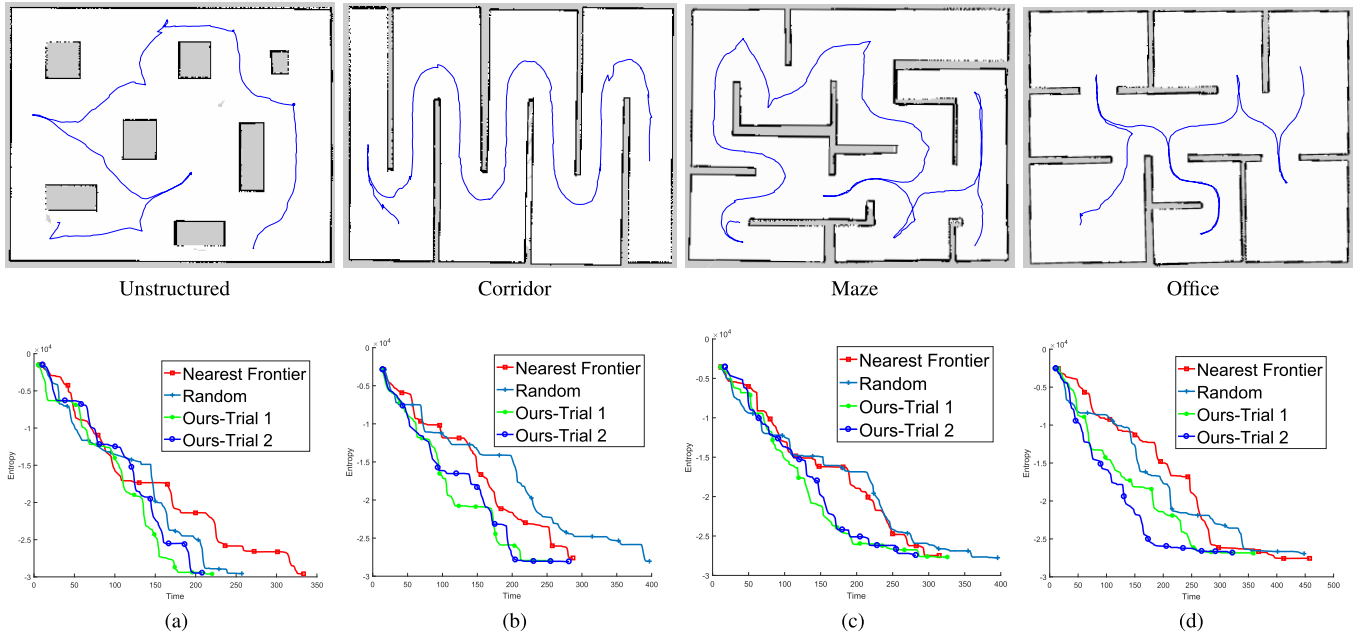 Unstructured
Corridor
Maze
Office
× 10⁴
Nearest Frontier
Random
Ours-Trial 1
Ours-Trial 2
Entropy
0
-0.5
-1
-1.5
-2
-2.5
-3
0 50 100 150 200 250 300 350
Time
(a)
× 10⁴
Nearest Frontier
Random
Ours-Trial 1
Ours-Trial 2
Entropy
0
-0.5
-1
-1.5
-2
-2.5
-3
0 50 100 150 200 250 300 350 400
Time
(b)
× 10⁴
Nearest Frontier
Random
Ours-Trial 1
Ours-Trial 2
Entropy
0
-0.5
-1
-1.5
-2
-2.5
-3
0 50 100 150 200 250 300 350 400
Time
(c)
× 10⁴
Nearest Frontier
Random
Ours-Trial 1
Ours-Trial 2
Entropy
0
-0.5
-1
-1.5
-2
-2.5
-3
0 50 100 150 200 250 300 350 400 450 500
Time
(d)